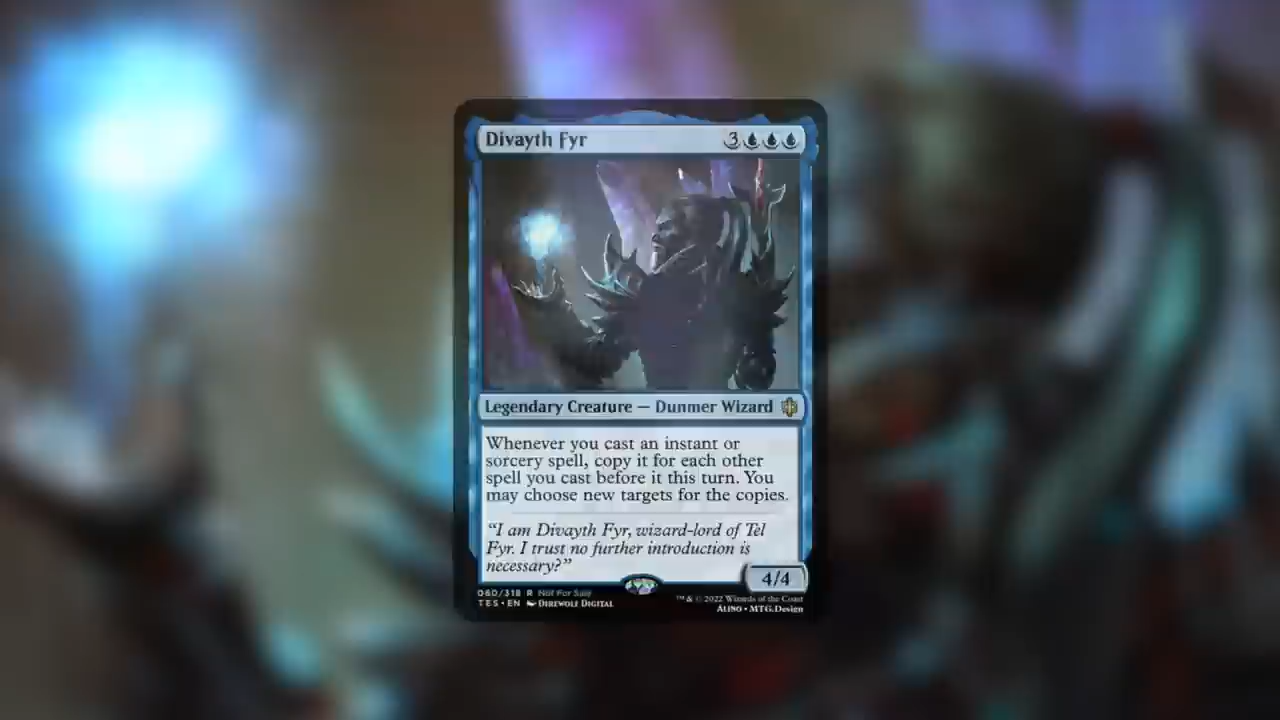 Divayth Fyr 3
Legendary Creature — Dunmer Wizard
Whenever you cast an instant or
sorcery spell, copy it for each other
spell you cast before it this turn. You
may choose new targets for the copies.
“I am Divayth Fyr, wizard-lord of Tel
Fyr. I trust no further introduction is
necessary?”
4/4
060/318 R Not For Sale
TES • EN DIREWOLF DIGITAL
™ & © 2022 Wizards of the Coast
ALINO • MTG.DESIGN